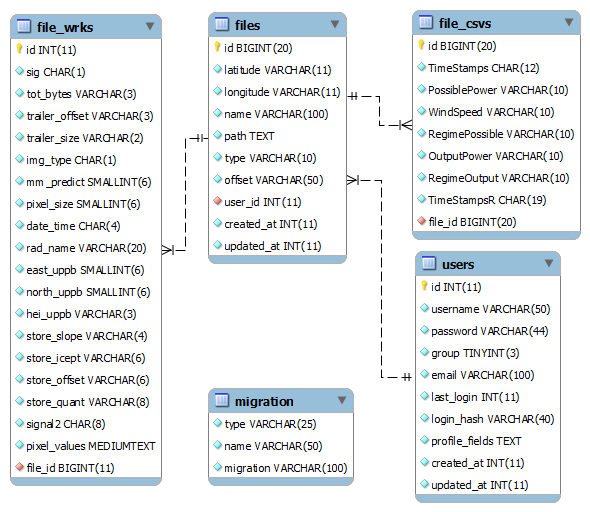 file_wrks
id INT(11)
sig CHAR(1)
tot_bytes VARCHAR(3)
trailer_offset VARCHAR(3)
trailer_size VARCHAR(2)
img_type CHAR(1)
mm_predict SMALLINT(6)
pixel_size SMALLINT(6)
date_time CHAR(4)
rad_name VARCHAR(20)
east_uppb SMALLINT(6)
north_uppb SMALLINT(6)
hei_uppb VARCHAR(3)
store_slope VARCHAR(4)
store_icept VARCHAR(6)
store_offset VARCHAR(6)
store_quant VARCHAR(8)
signal2 CHAR(8)
pixel_values MEDIUMTEXT
file_id BIGINT(11)
files
id BIGINT(20)
latitude VARCHAR(11)
longitude VARCHAR(11)
name VARCHAR(100)
path TEXT
type VARCHAR(10)
offset VARCHAR(50)
user_id INT(11)
created_at INT(11)
updated_at INT(11)
file_csvs
id BIGINT(20)
TimeStamps CHAR(12)
PossiblePower VARCHAR(10)
WindSpeed VARCHAR(10)
RegimePossible VARCHAR(10)
OutputPower VARCHAR(10)
RegimeOutput VARCHAR(10)
TimeStampsR CHAR(19)
file_id BIGINT(20)
users
id INT(11)
username VARCHAR(50)
password VARCHAR(44)
group TINYINT(3)
email VARCHAR(100)
last_login INT(11)
login_hash VARCHAR(40)
profile_fields TEXT
created_at INT(11)
updated_at INT(11)
migration
type VARCHAR(25)
name VARCHAR(50)
migration VARCHAR(100)